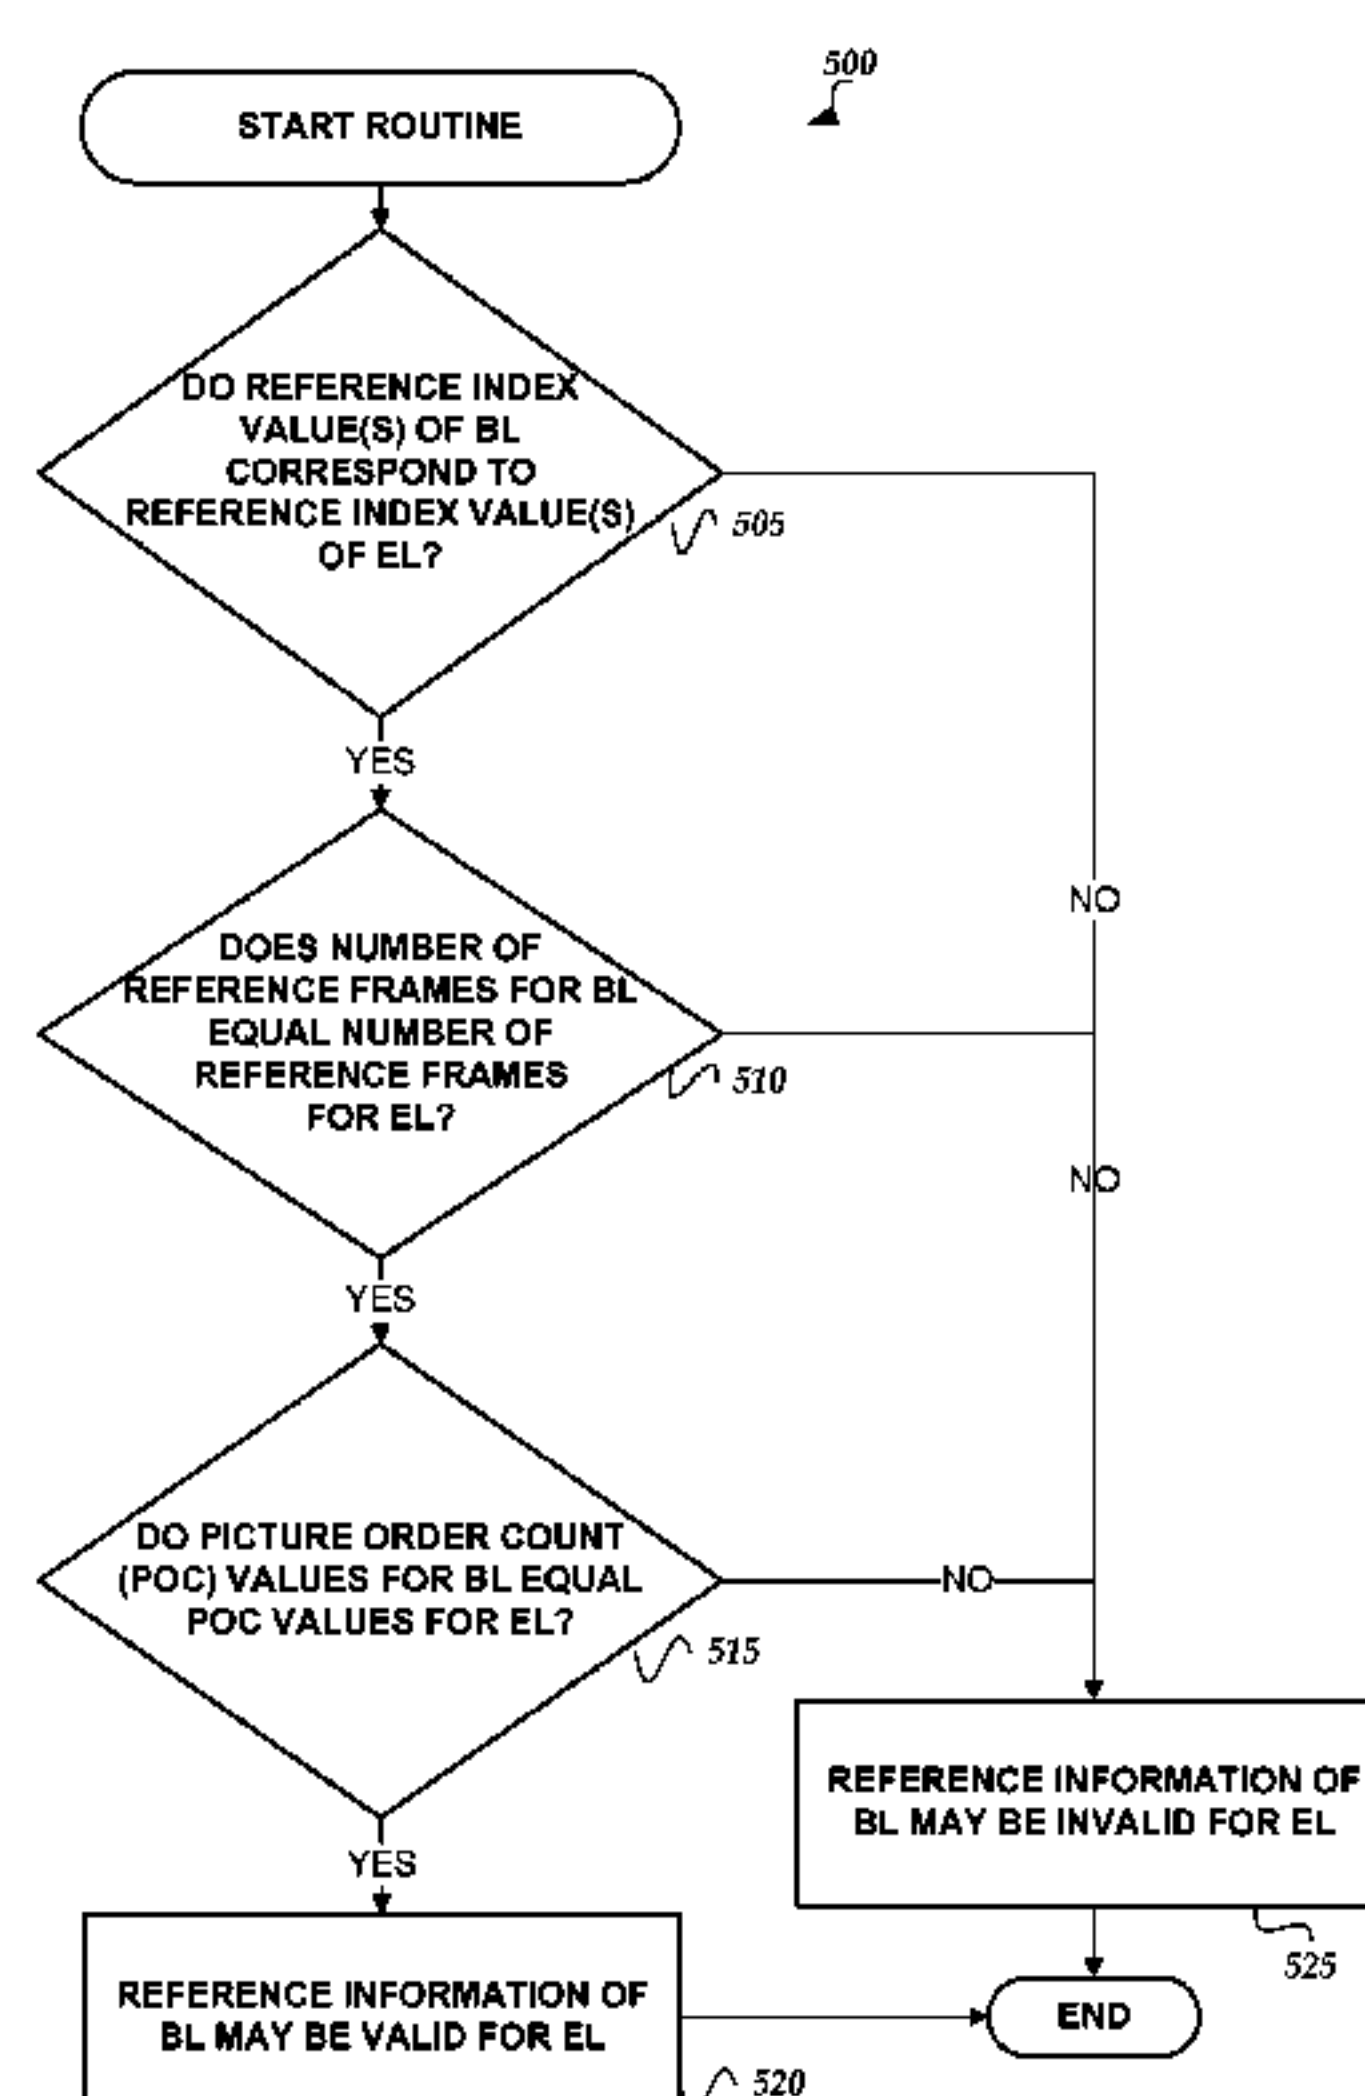 500
START ROUTINE
DO REFERENCE INDEX
VALUE(S) OF BL
CORRESPOND TO
REFERENCE INDEX VALUE(S)
OF EL?
505
YES
NO
DOES NUMBER OF
REFERENCE FRAMES FOR BL
EQUAL NUMBER OF
REFERENCE FRAMES
FOR EL?
510
NO
YES
DO PICTURE ORDER COUNT
(POC) VALUES FOR BL EQUAL
POC VALUES FOR EL?
NO
515
REFERENCE INFORMATION OF
BL MAY BE INVALID FOR EL
525
YES
REFERENCE INFORMATION OF
BL MAY BE VALID FOR EL
520
END